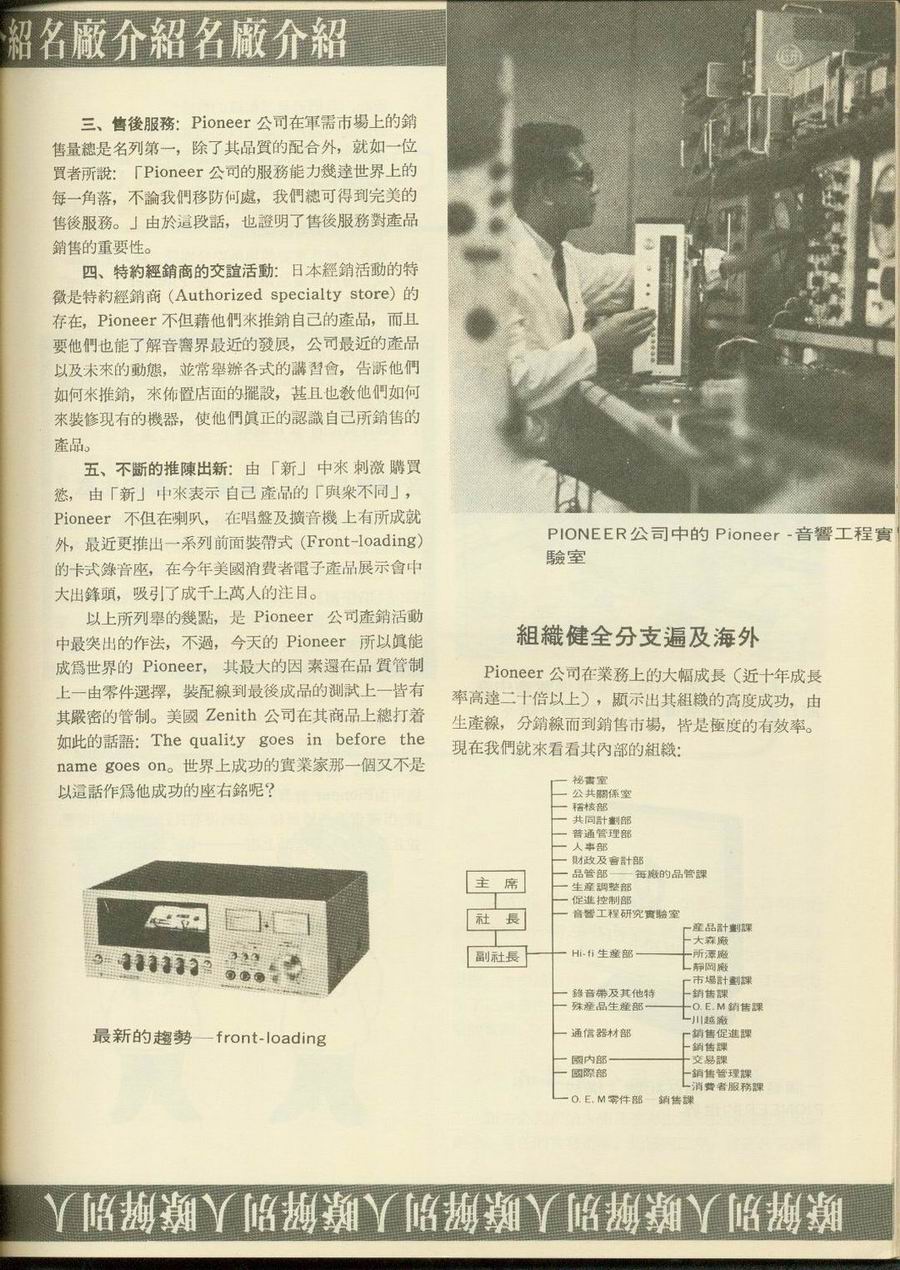 紹名廠介紹名廠介紹
三、售後服務：Pioneer 公司在軍需市場上的銷
售量總是名列第一，除了其品質的配合外，就如一位
買者所說：「Pioneer 公司的服務能力幾達世界上的
每一角落，不論我們移防何處，我們總可得到完美的
售後服務。」由於這段話，也證明了售後服務對產品
銷售的重要性。
四、特約經銷商的交誼活動：日本經銷活動的特
徵是特約經銷商 (Authorized specialty store) 的
存在，Pioneer 不但藉他們來推銷自己的產品，而且
要他們也能了解音響界最近的發展，公司最近的產品
以及未來的動態，並常舉辦各式的講習會，告訴他們
如何來推銷，來佈置店面的擺設，甚且也教他們如何
來裝修現有的機器，使他們眞正的認識自己所銷售的
產品。
五、不斷的推陳出新：由「新」中來 刺激 購買
慾，由「新」中來表示 自己 產品的「與衆不同」，
Pioneer 不但在喇叭，在唱盤及擴音機 上有所成就
外，最近更推出一系列前面裝帶式 (Front-loading)
的卡式錄音座，在今年美國消費者電子產品展示會中
大出鋒頭，吸引了成千上萬人的注目。
以上所列舉的幾點，是 Pioneer 公司產銷活動
中最突出的作法，不過，今天的 Pioneer 所以眞能
成爲世界的 Pioneer，其最大的因 素還在品 質管制
上—由零件選擇，裝配線到最後成品的測試上—皆有
其嚴密的管制。美國 Zenith 公司在其商品上總打着
如此的話語：The quality goes in before the
name goes on。世界上成功的實業家那一個又不是
以這話作爲他成功的座右銘呢？
最新的趨勢—front-loading
PIONEER公司中的 Pioneer -音響工程實
驗室
組織健全分支遍及海外
Pioneer 公司在業務上的大幅成長（近十年成長
率高達二十倍以上），顯示出其組織的高度成功，由
生產線，分銷線而到銷售市場，皆是極度的有效率。
現在我們就來看看其內部的組織：
主 席
社 長
副社長
祕書室
公共關係室
稽核部
共同計劃部
普通管理部
人事部
財政及會計部
品管部——每廠的品管課
生產調整部
促進控制部
音響工程研究實驗室
Hi-fi 生產部
產品計劃課
大森廠
所澤廠
靜岡廠
錄音帶及其他特
殊產品生產部
市場計劃課
銷售課
O.E.M 銷售課
川越廠
通信器材部
國內部
國際部
銷售促進課
銷售課
交易課
銷售管理課
消費者服務課
O.E.M 零件部—銷售課
瞭解別人瞭解別人瞭解別人瞭解別人瞭解別人